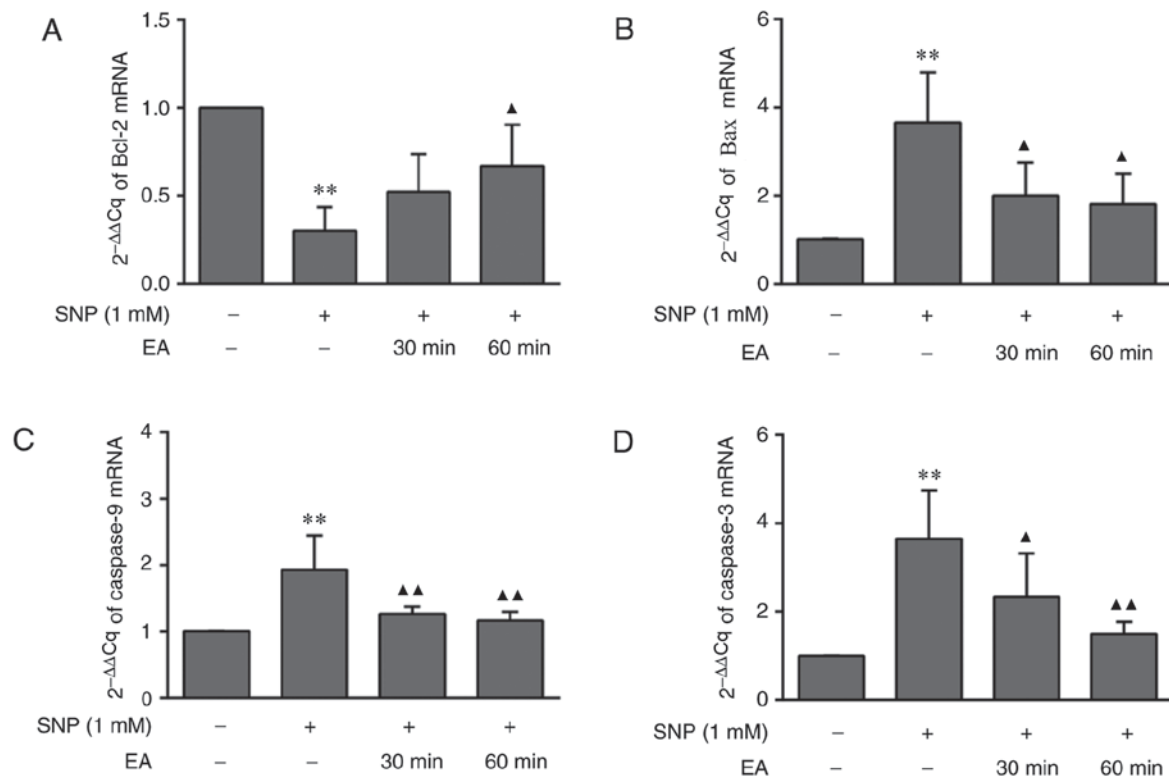 A
2−ΔΔCq of Bcl-2 mRNA
1.5
1.0
0.5
0.0
**
▲
SNP (1 mM) − + + +
EA − − 30 min 60 min
B
2−ΔΔCq of Bax mRNA
6
4
2
0
**
▲
▲
SNP (1 mM) − + + +
EA − − 30 min 60 min
C
2−ΔΔCq of caspase-9 mRNA
4
3
2
1
0
**
▲▲
▲▲
SNP (1 mM) − + + +
EA − − 30 min 60 min
D
2−ΔΔCq of caspase-3 mRNA
6
4
2
0
**
▲
▲▲
SNP (1 mM) − + + +
EA − − 30 min 60 min